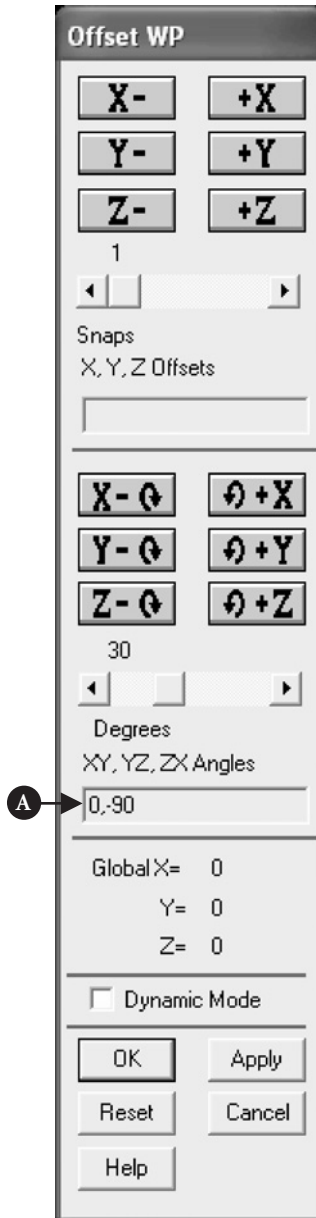 Offset WP
X- +X
Y- +Y
Z- +Z
1
Snaps
X, Y, Z Offsets
X- +X
Y- +Y
Z- +Z
30
Degrees
XY, YZ, ZX Angles
A 0,-90
Global X= 0
Y= 0
Z= 0
Dynamic Mode
OK Apply
Reset Cancel
Help